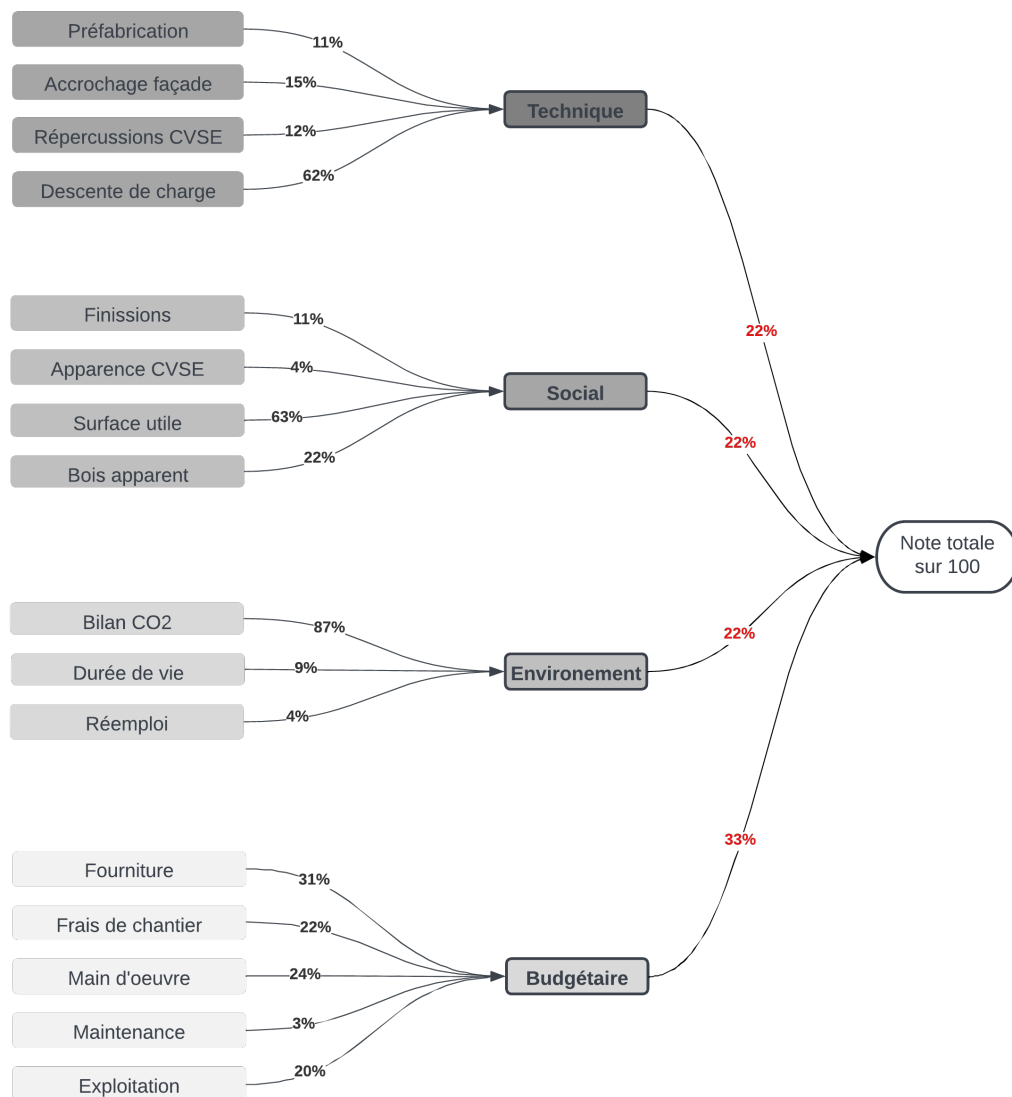 Préfabrication
11%
Accrochage façade
15%
Technique
Répercussions CVSE
12%
Descente de charge
62%
22%
Finissions
11%
Apparence CVSE
4%
Social
Surface utile
63%
22%
Bois apparent
22%
Note totale
sur 100
Bilan CO2
87%
22%
Durée de vie
9%
Environement
Réemploi
4%
33%
Fourniture
31%
Frais de chantier
22%
Main d'oeuvre
24%
Budgétaire
Maintenance
3%
Exploitation
20%